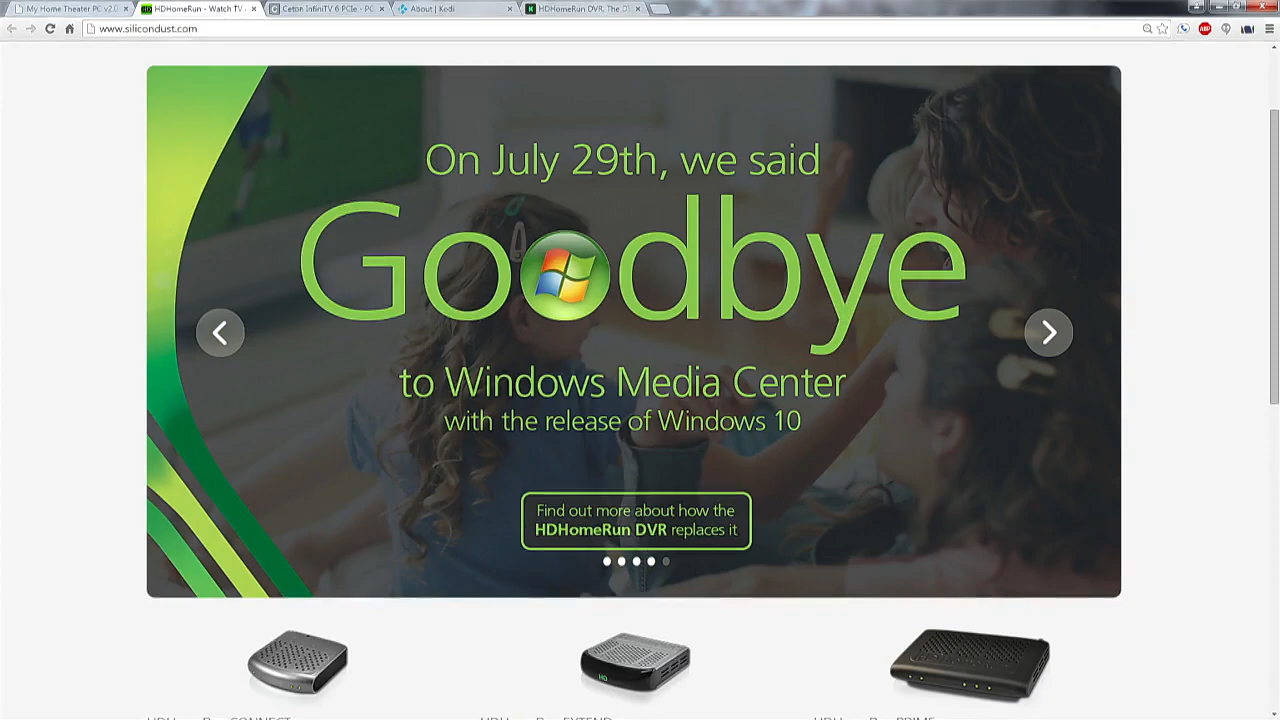 My Home Theater PC v2.0
HDHomeRun - Watch TV
Ceton InfiniTV 6 PCIe - PC
About | Kodi
HDHomeRun DVR. The D
www.silicondust.com
ABP
On July 29th, we said
Goodbye
to Windows Media Center
with the release of Windows 10
Find out more about how the
HDHomeRun DVR replaces it